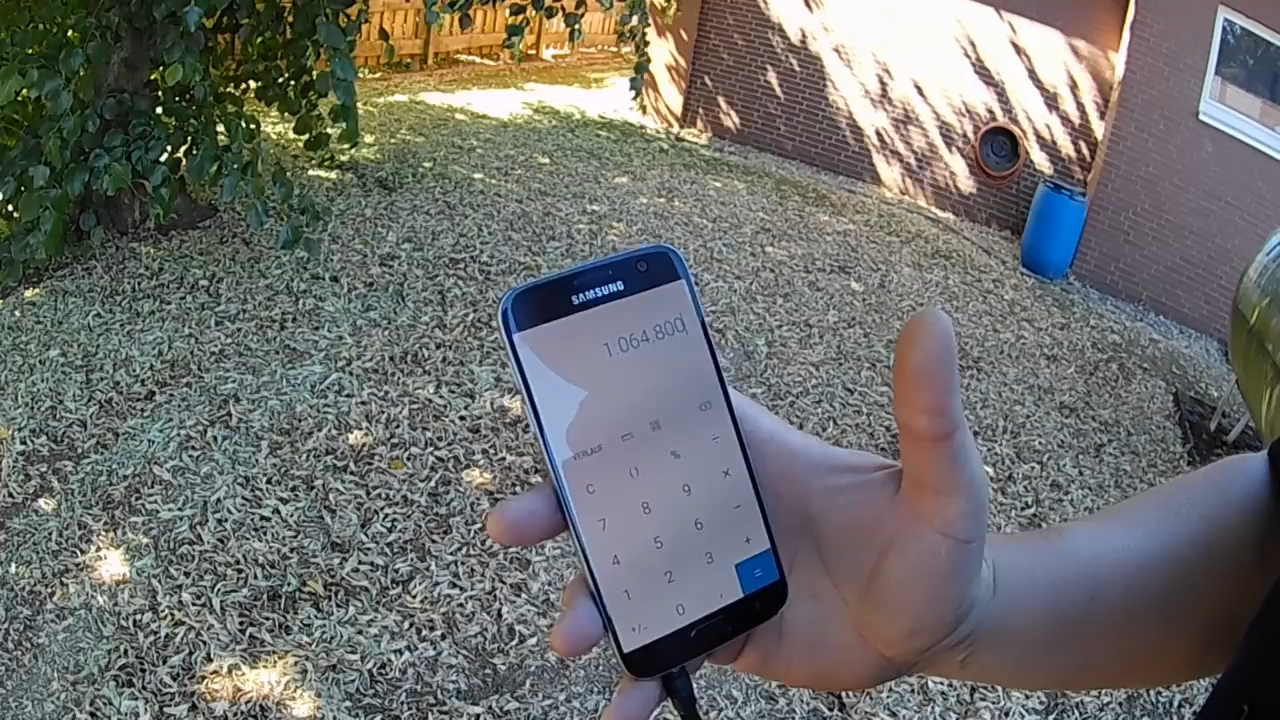 SAMSUNG
1.064.800
VERLAUF
C () % ÷
7 8 9 ×
4 5 6 −
1 2 3 +
+/− 0 , =